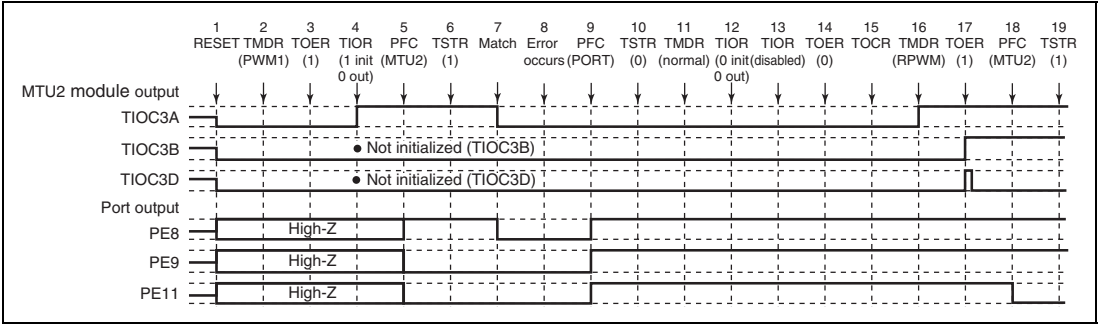 1 2 3 4 5 6 7 8 9 10 11 12 13 14 15 16 17 18 19
RESET TMDR TOER TIOR PFC TSTR Match Error PFC TSTR TMDR TIOR TIOR TOER TOCR TMDR TOER PFC TSTR
(PWM1) (1) (1 init (MTU2) (1) occurs (PORT) (0) (normal) (0 init (disabled) (0) (RPWM) (1) (MTU2) (1)
0 out) 0 out)
MTU2 module output
TIOC3A
TIOC3B • Not initialized (TIOC3B)
TIOC3D • Not initialized (TIOC3D)
Port output
PE8 High-Z
PE9 High-Z
PE11 High-Z